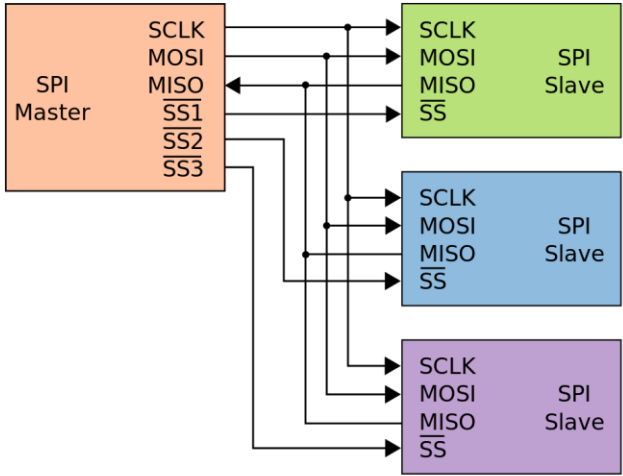 SCLK
MOSI
MISO
SS1
SS2
SS3
SPI
Master
SCLK
MOSI
MISO
SS
SPI
Slave
SCLK
MOSI
MISO
SS
SPI
Slave
SCLK
MOSI
MISO
SS
SPI
Slave